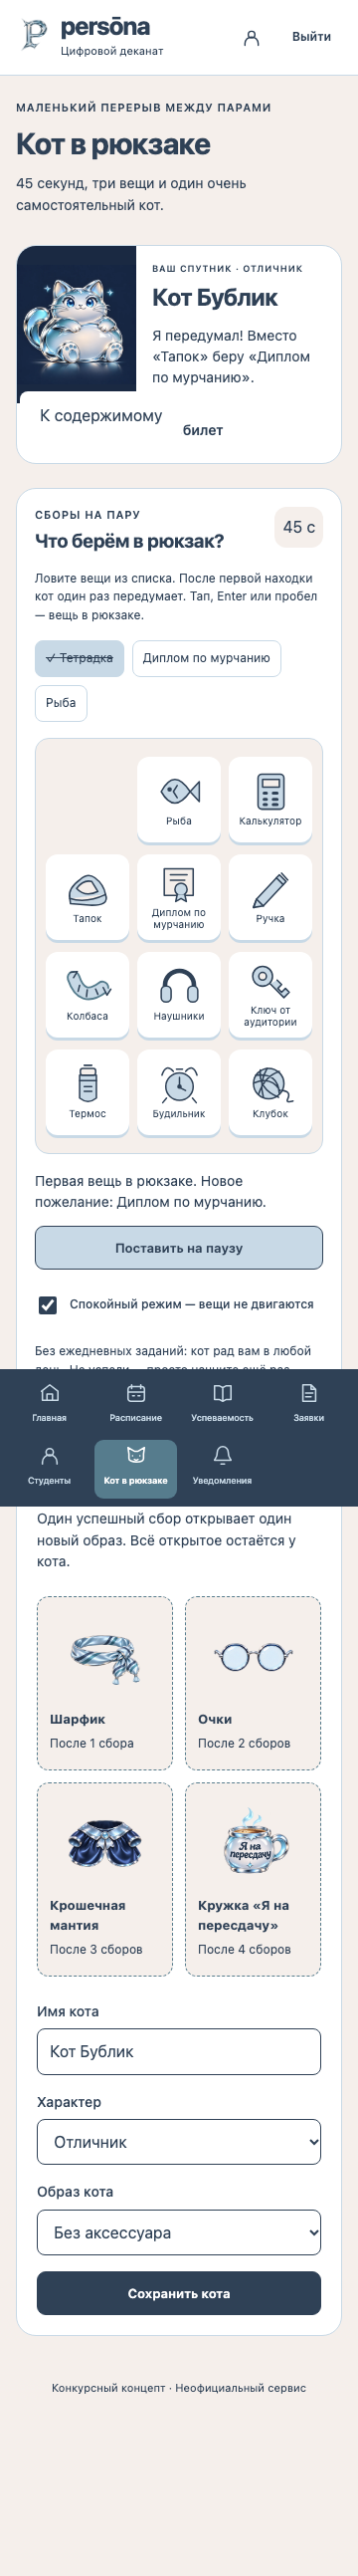 persōna
Цифровой деканат
Выйти
МАЛЕНЬКИЙ ПЕРЕРЫВ МЕЖДУ ПАРАМИ
Кот в рюкзаке
45 секунд, три вещи и один очень
самостоятельный кот.
ВАШ СПУТНИК · ОТЛИЧНИК
Кот Бублик
Я передумал! Вместо
«Тапок» беру «Диплом
по мурчанию».
К содержимому
билет
СБОРЫ НА ПАРУ
Что берём в рюкзак?
45 с
Ловите вещи из списка. После первой находки
кот один раз передумает. Тап, Enter или пробел
— вещь в рюкзаке.
✓ Тетрадка
Диплом по мурчанию
Рыба
Рыба
Калькулятор
Тапок
Диплом по
мурчанию
Ручка
Колбаса
Наушники
Ключ от
аудитории
Термос
Будильник
Клубок
Первая вещь в рюкзаке. Новое
пожелание: Диплом по мурчанию.
Поставить на паузу
Спокойный режим — вещи не двигаются
Без ежедневных заданий: кот рад вам в любой
Главная
Расписание
Успеваемость
Заявки
Студенты
Кот в рюкзаке
Уведомления
Один успешный сбор открывает один
новый образ. Всё открытое остаётся у
кота.
Шарфик
После 1 сбора
Очки
После 2 сборов
Я на
пересдачу
Крошечная
мантия
После 3 сборов
Кружка «Я на
пересдачу»
После 4 сборов
Имя кота
Кот Бублик
Характер
Отличник
Образ кота
Без аксессуара
Сохранить кота
Конкурсный концепт · Неофициальный сервис